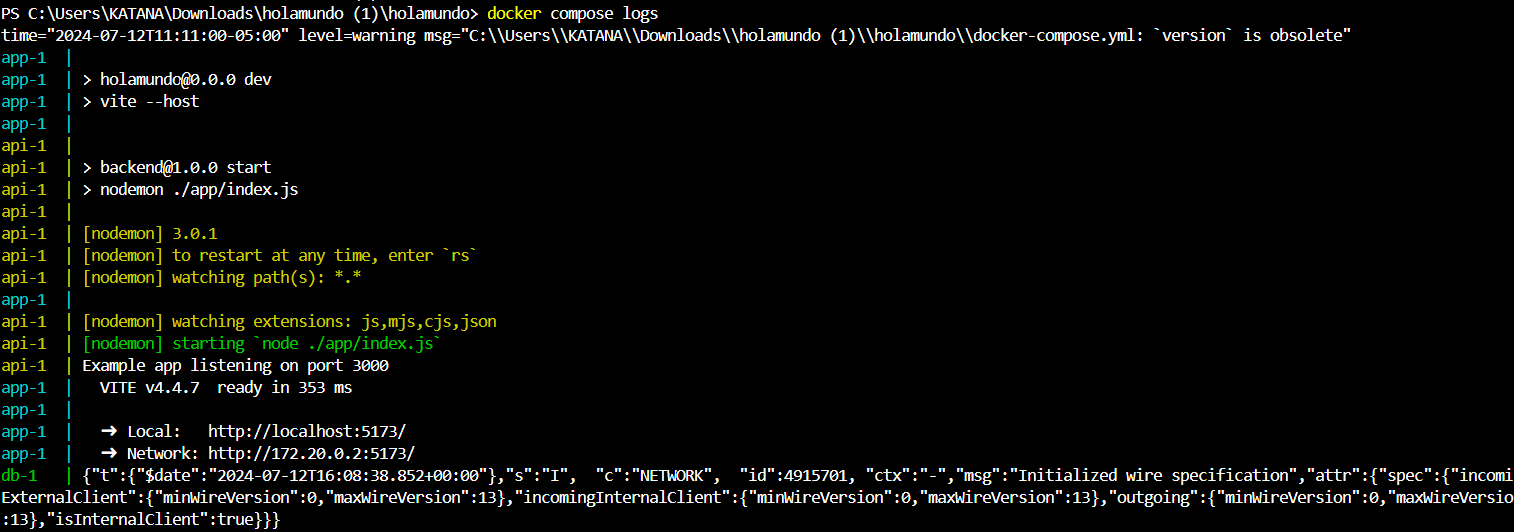 PS C:\Users\KATANA\Downloads\holamundo (1)\holamundo> docker compose logs
time="2024-07-12T11:11:00-05:00" level=warning msg="C:\\Users\\KATANA\\Downloads\\holamundo (1)\\holamundo\\docker-compose.yml: `version` is obsolete"
app-1  |
app-1  | > holamundo@0.0.0 dev
app-1  | > vite --host
app-1  |
api-1  |
api-1  | > backend@1.0.0 start
api-1  | > nodemon ./app/index.js
api-1  |
api-1  | [nodemon] 3.0.1
api-1  | [nodemon] to restart at any time, enter `rs`
api-1  | [nodemon] watching path(s): *.*
app-1  |
api-1  | [nodemon] watching extensions: js,mjs,cjs,json
api-1  | [nodemon] starting `node ./app/index.js`
api-1  | Example app listening on port 3000
app-1  |   VITE v4.4.7  ready in 353 ms
app-1  |
app-1  |   ➜ Local:   http://localhost:5173/
app-1  |   ➜ Network: http://172.20.0.2:5173/
db-1   | {"t":{"$date":"2024-07-12T16:08:38.852+00:00"},"s":"I",  "c":"NETWORK",  "id":4915701, "ctx":"-","msg":"Initialized wire specification","attr":{"spec":{"incomi
ExternalClient":{"minWireVersion":0,"maxWireVersion":13},"incomingInternalClient":{"minWireVersion":0,"maxWireVersion":13},"outgoing":{"minWireVersion":0,"maxWireVersio
:13},"isInternalClient":true}}}